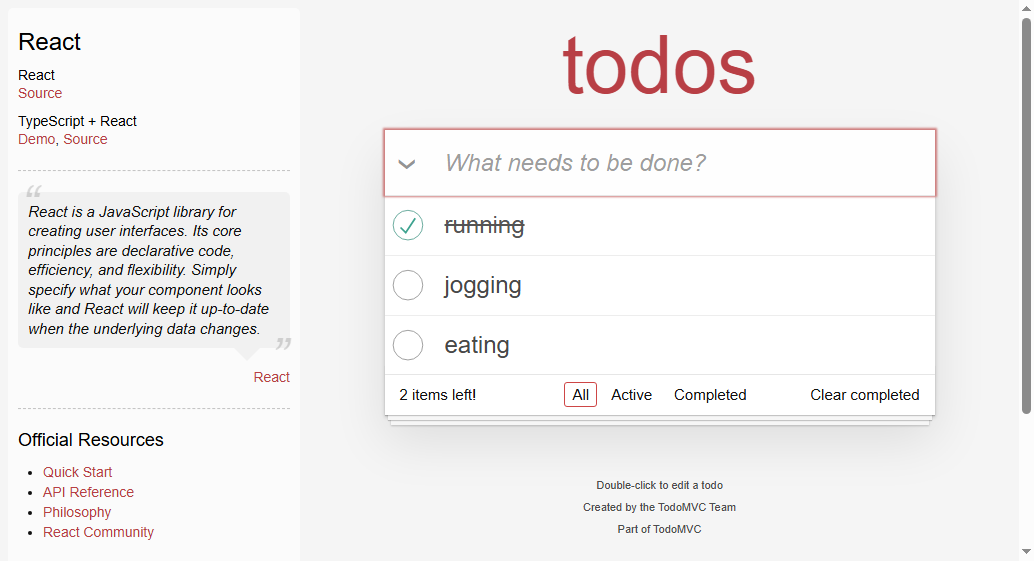 React
React
Source
TypeScript + React
Demo, Source
“
React is a JavaScript library for
creating user interfaces. Its core
principles are declarative code,
efficiency, and flexibility. Simply
specify what your component looks
like and React will keep it up-to-date
when the underlying data changes.
”
React
Official Resources
Quick Start
API Reference
Philosophy
React Community
todos
What needs to be done?
running
jogging
eating
2 items left! All Active Completed Clear completed
Double-click to edit a todo
Created by the TodoMVC Team
Part of TodoMVC